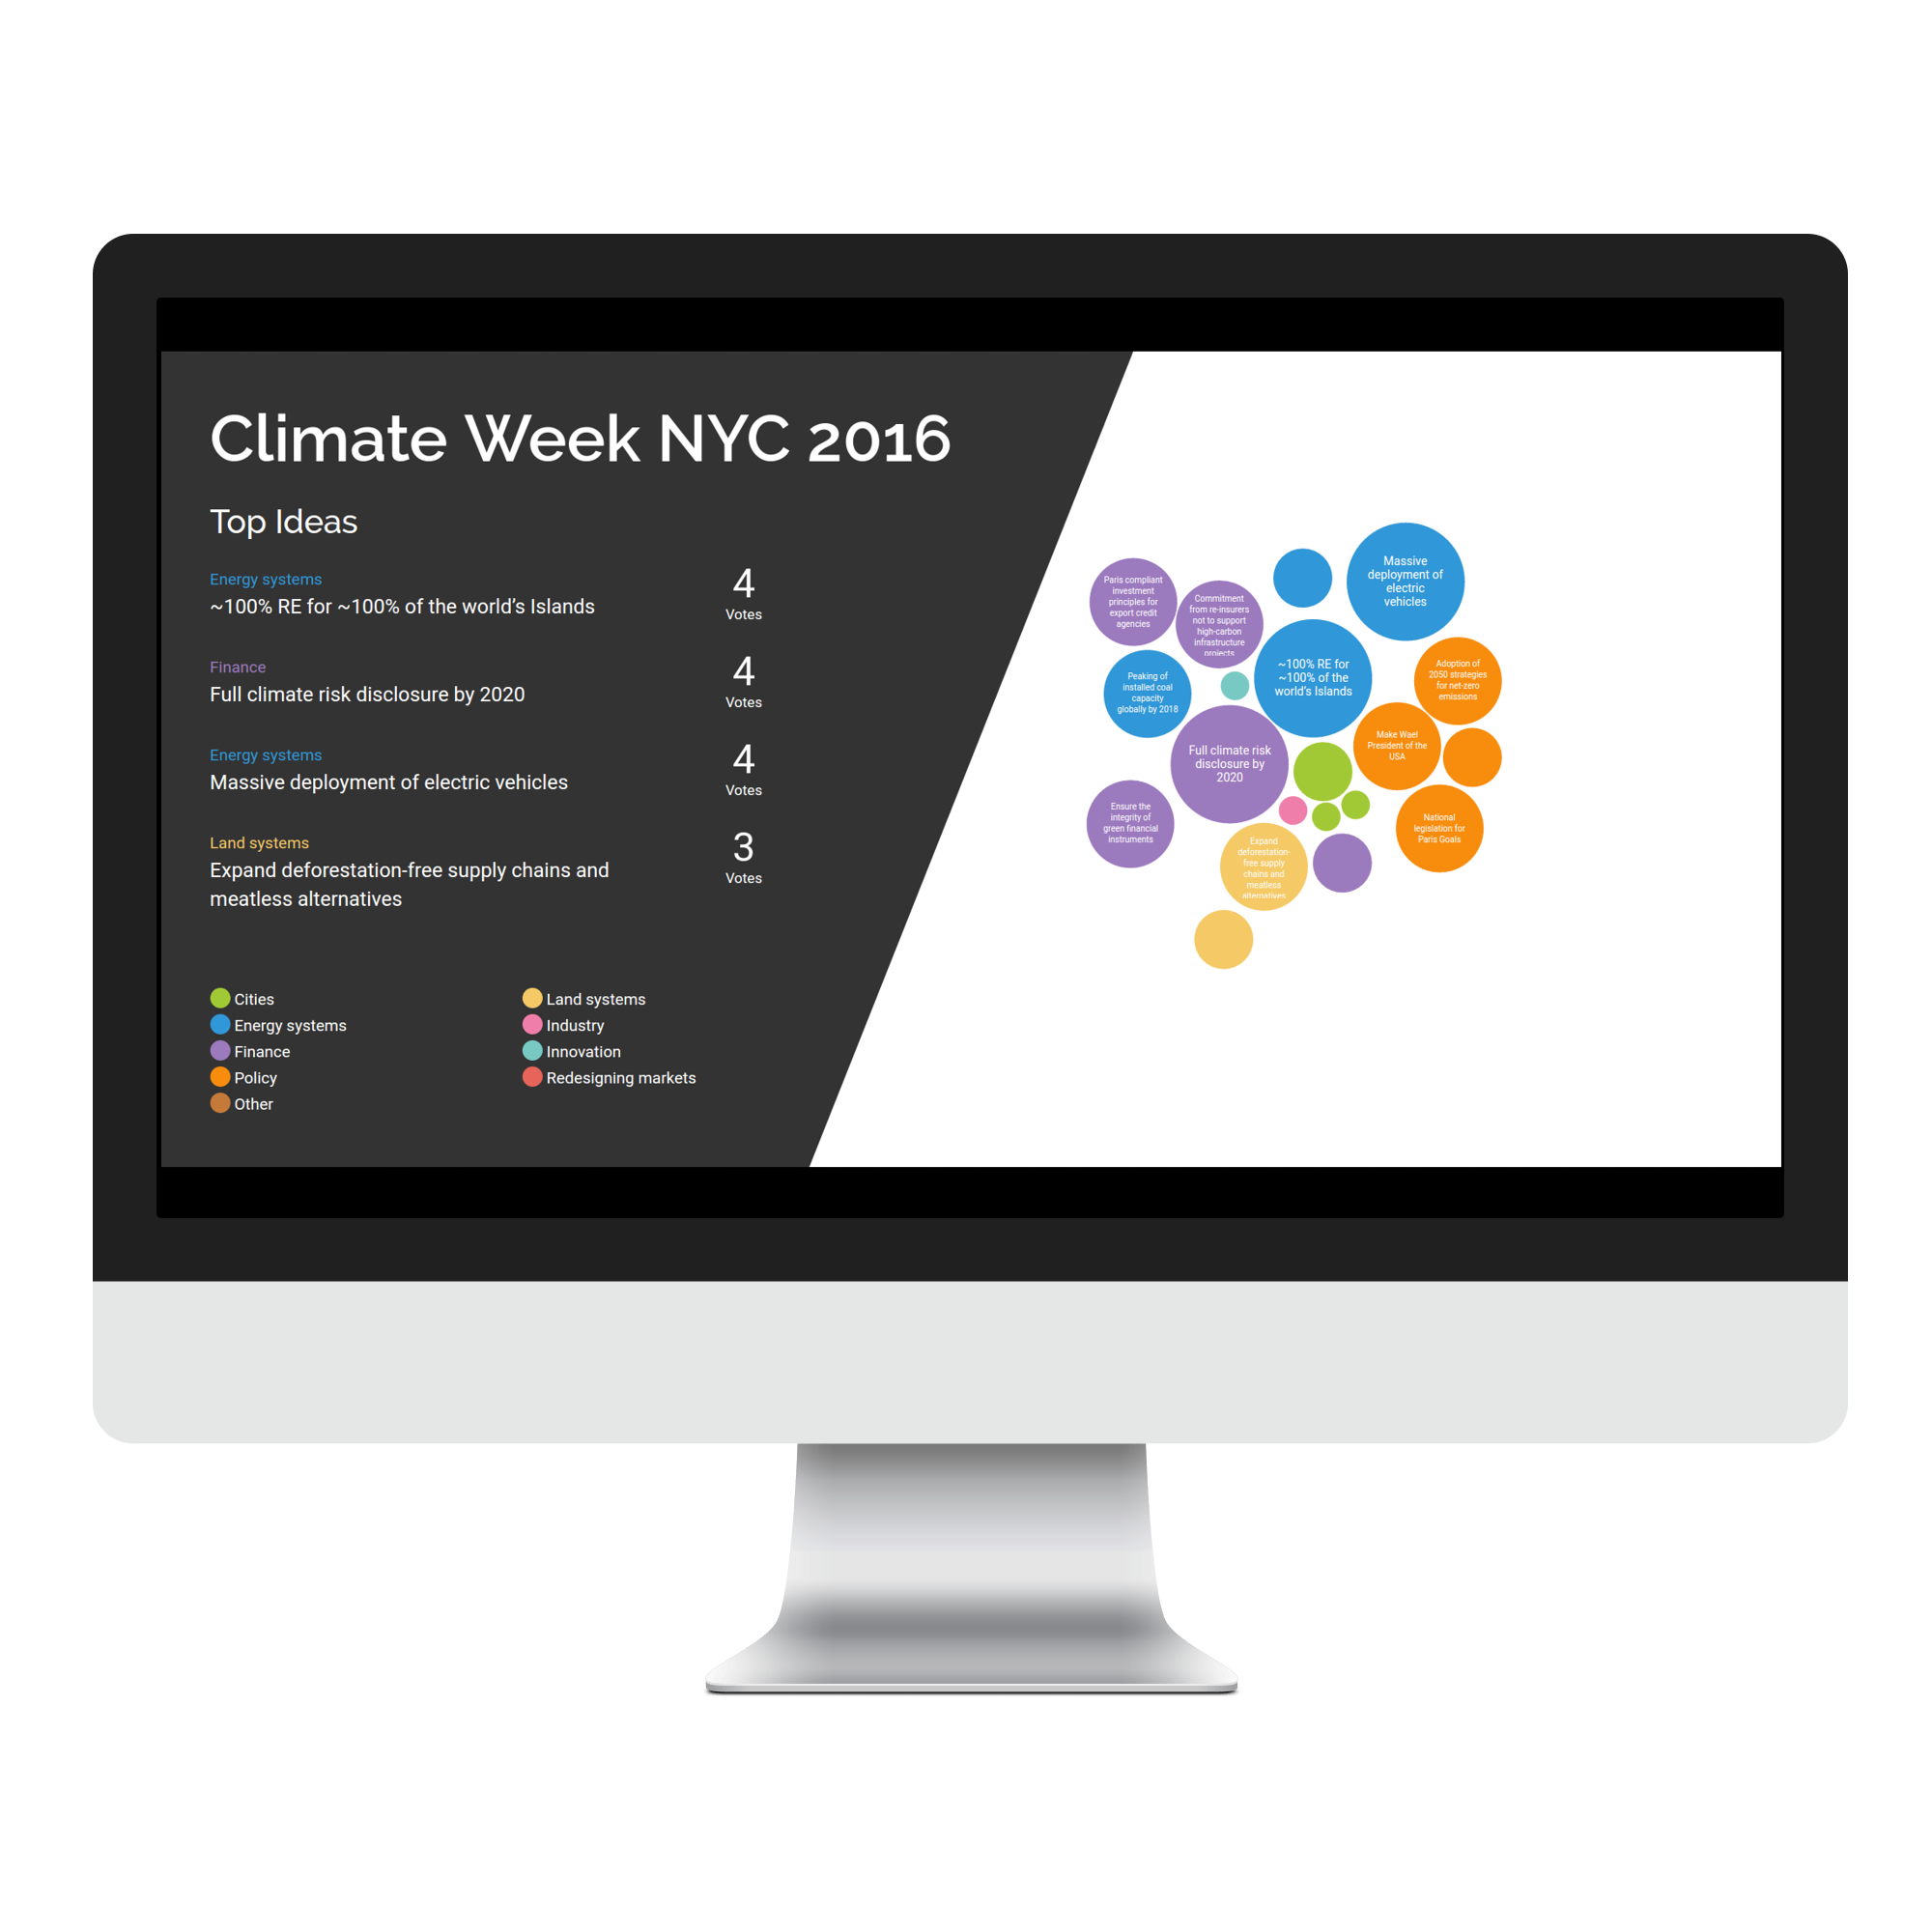 Climate Week NYC 2016
Top Ideas
Energy systems
~100% RE for ~100% of the world’s Islands
4
Votes
Finance
Full climate risk disclosure by 2020
4
Votes
Energy systems
Massive deployment of electric vehicles
4
Votes
Land systems
Expand deforestation-free supply chains and
meatless alternatives
3
Votes
Cities
Energy systems
Finance
Policy
Other
Land systems
Industry
Innovation
Redesigning markets
Massive
deployment of
electric
vehicles
Paris compliant
investment
principles for
export credit
agencies
Commitment
from re-insurers
not to support
high-carbon
infrastructure
projects
~100% RE for
~100% of the
world’s Islands
Adoption of
2050 strategies
for net-zero
emissions
Peaking of
installed coal
capacity
globally by 2018
Full climate risk
disclosure by
2020
Make Wael
President of the
USA
Ensure the
integrity of
green financial
instruments
National
legislation for
Paris Goals
Expand
deforestation-
free supply
chains and
meatless
alternatives